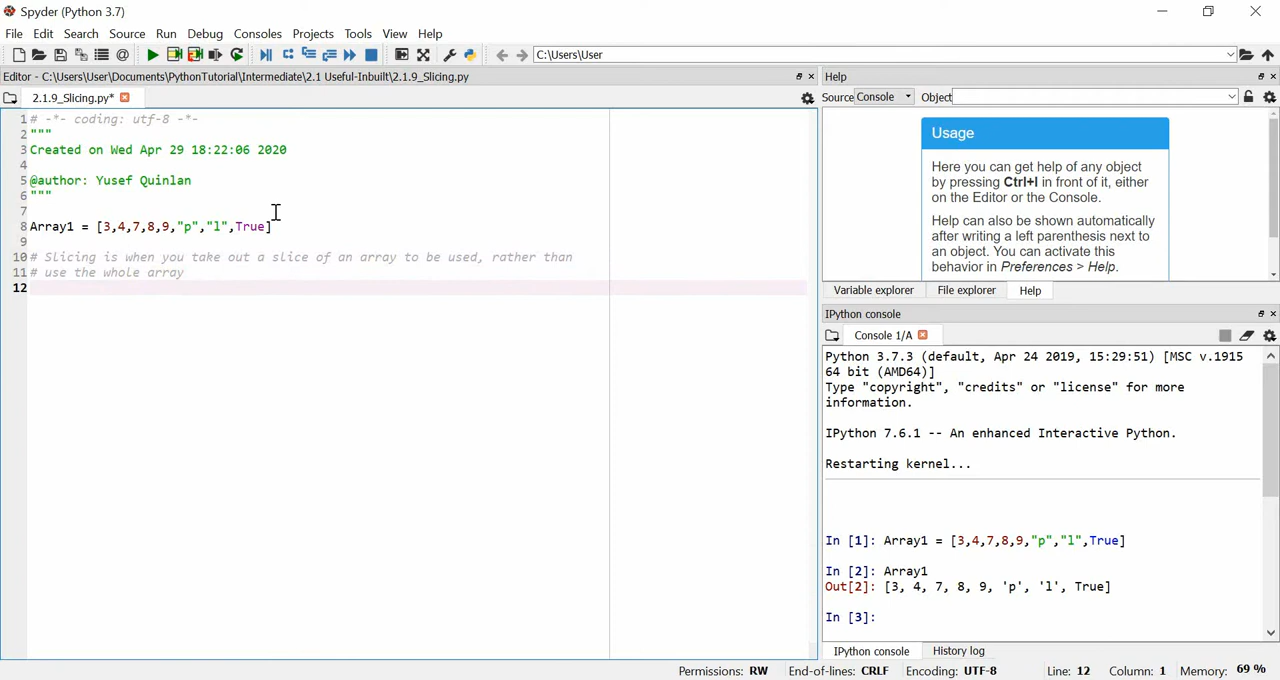 Spyder (Python 3.7)
File Edit Search Source Run Debug Consoles Projects Tools View Help
C:\Users\User
Editor - C:\Users\User\Documents\PythonTutorial\Intermediate\2.1 Useful-Inbuilt\2.1.9_Slicing.py
2.1.9_Slicing.py*
1 # -*- coding: utf-8 -*-
2 """
3 Created on Wed Apr 29 18:22:06 2020
4
5 @author: Yusef Quinlan
6 """
7
8 Array1 = [3,4,7,8,9,"p","l",True]
9
10 # Slicing is when you take out a slice of an array to be used, rather than
11 # use the whole array
12
Help
Source Console Object
Usage
Here you can get help of any object
by pressing Ctrl+I in front of it, either
on the Editor or the Console.
Help can also be shown automatically
after writing a left parenthesis next to
an object. You can activate this
behavior in Preferences > Help.
Variable explorer File explorer Help
IPython console
Console 1/A
Python 3.7.3 (default, Apr 24 2019, 15:29:51) [MSC v.1915
64 bit (AMD64)]
Type "copyright", "credits" or "license" for more
information.
IPython 7.6.1 -- An enhanced Interactive Python.
Restarting kernel...
In [1]: Array1 = [3,4,7,8,9,"p","l",True]
In [2]: Array1
Out[2]: [3, 4, 7, 8, 9, 'p', 'l', True]
In [3]:
IPython console History log
Permissions: RW End-of-lines: CRLF Encoding: UTF-8 Line: 12 Column: 1 Memory: 69 %